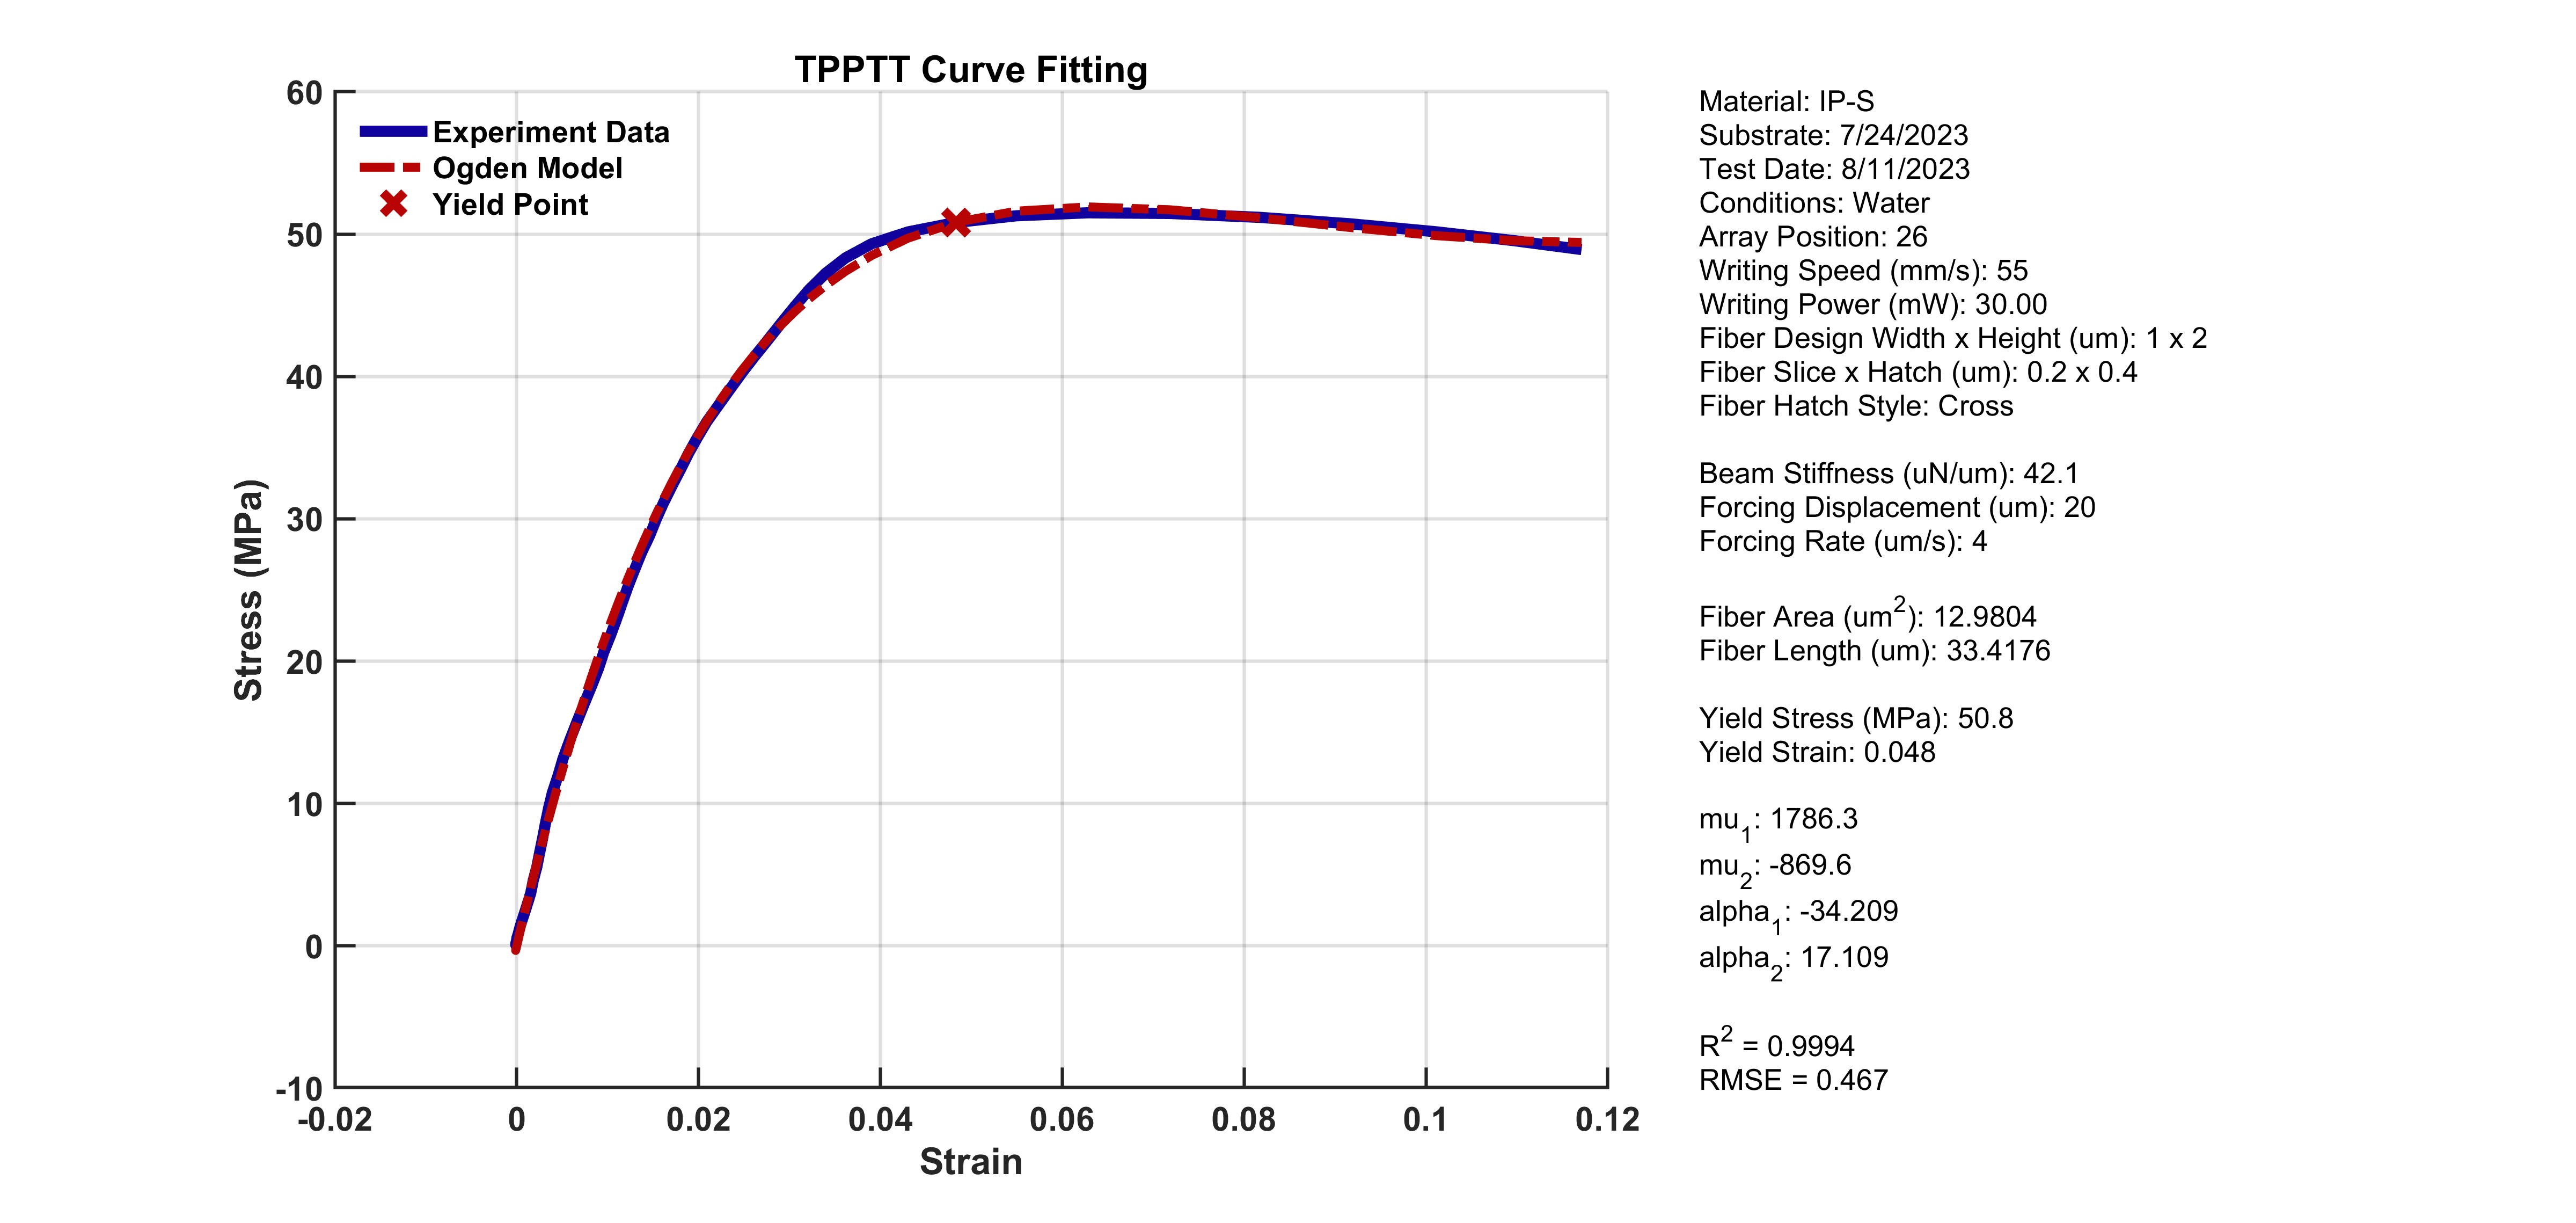 TPPTT Curve Fitting
60
50
40
30
20
10
0
-10
Stress (MPa)
Experiment Data
Ogden Model
Yield Point
-0.02 0 0.02 0.04 0.06 0.08 0.1 0.12
Strain
Material: IP-S
Substrate: 7/24/2023
Test Date: 8/11/2023
Conditions: Water
Array Position: 26
Writing Speed (mm/s): 55
Writing Power (mW): 30.00
Fiber Design Width x Height (um): 1 x 2
Fiber Slice x Hatch (um): 0.2 x 0.4
Fiber Hatch Style: Cross
Beam Stiffness (uN/um): 42.1
Forcing Displacement (um): 20
Forcing Rate (um/s): 4
Fiber Area (um²): 12.9804
Fiber Length (um): 33.4176
Yield Stress (MPa): 50.8
Yield Strain: 0.048
mu₁: 1786.3
mu₂: -869.6
alpha₁: -34.209
alpha₂: 17.109
R² = 0.9994
RMSE = 0.467